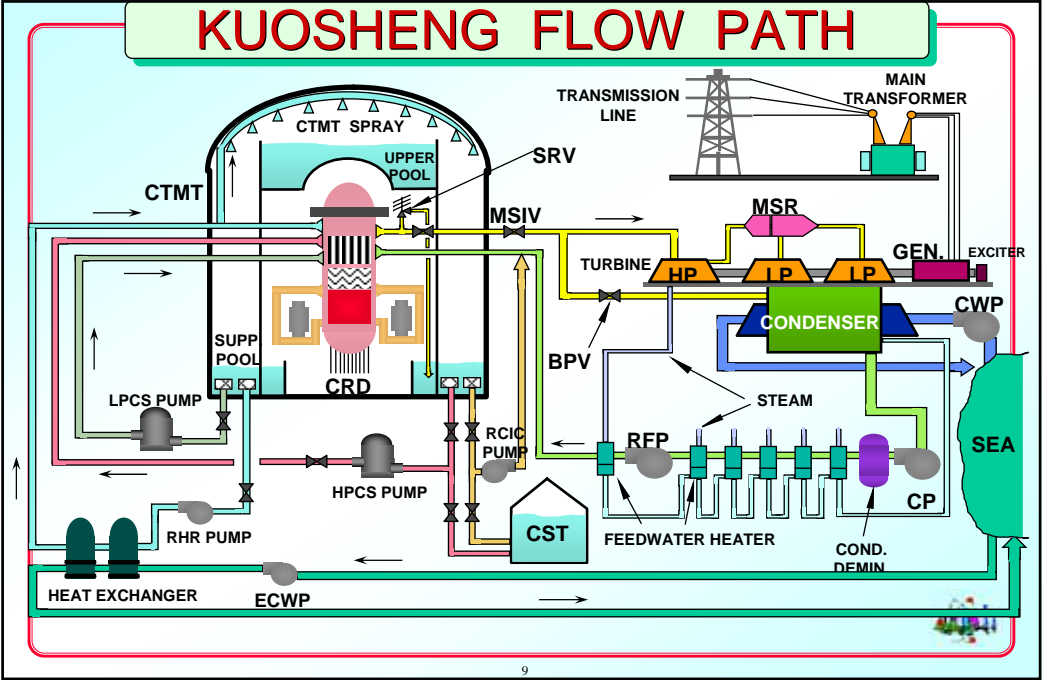 KUOSHENG FLOW PATH
MAIN
TRANSFORMER
TRANSMISSION
LINE
CTMT SPRAY
UPPER
POOL
SRV
CTMT
MSIV
MSR
GEN.
EXCITER
TURBINE
HP
LP
LP
CWP
CONDENSER
SUPP
POOL
CRD
BPV
LPCS PUMP
STEAM
RCIC
PUMP
RFP
SEA
HPCS PUMP
CP
CST
RHR PUMP
FEEDWATER HEATER
COND.
DEMIN
HEAT EXCHANGER
ECWP
9